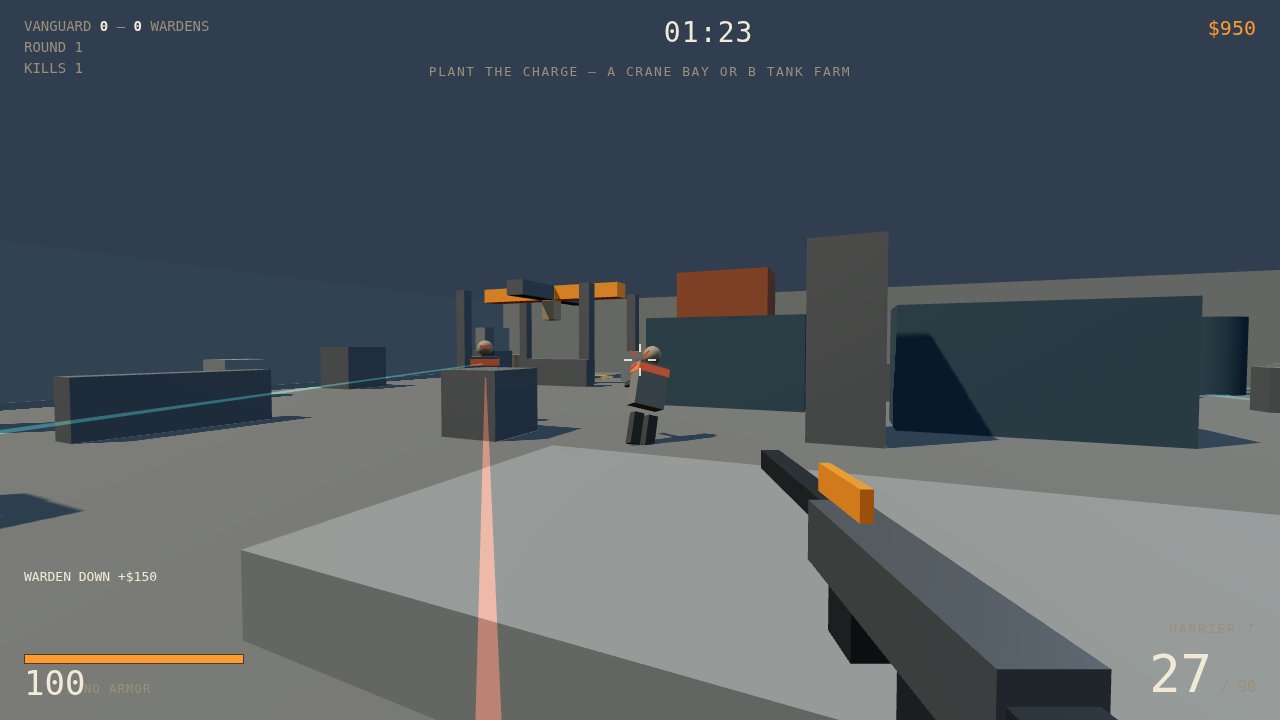 VANGUARD 0 — 0 WARDENS
ROUND 1
KILLS 1
01:23
PLANT THE CHARGE — A CRANE BAY OR B TANK FARM
$950
WARDEN DOWN +$150
100 NO ARMOR
HARRIER-7
27 / 90